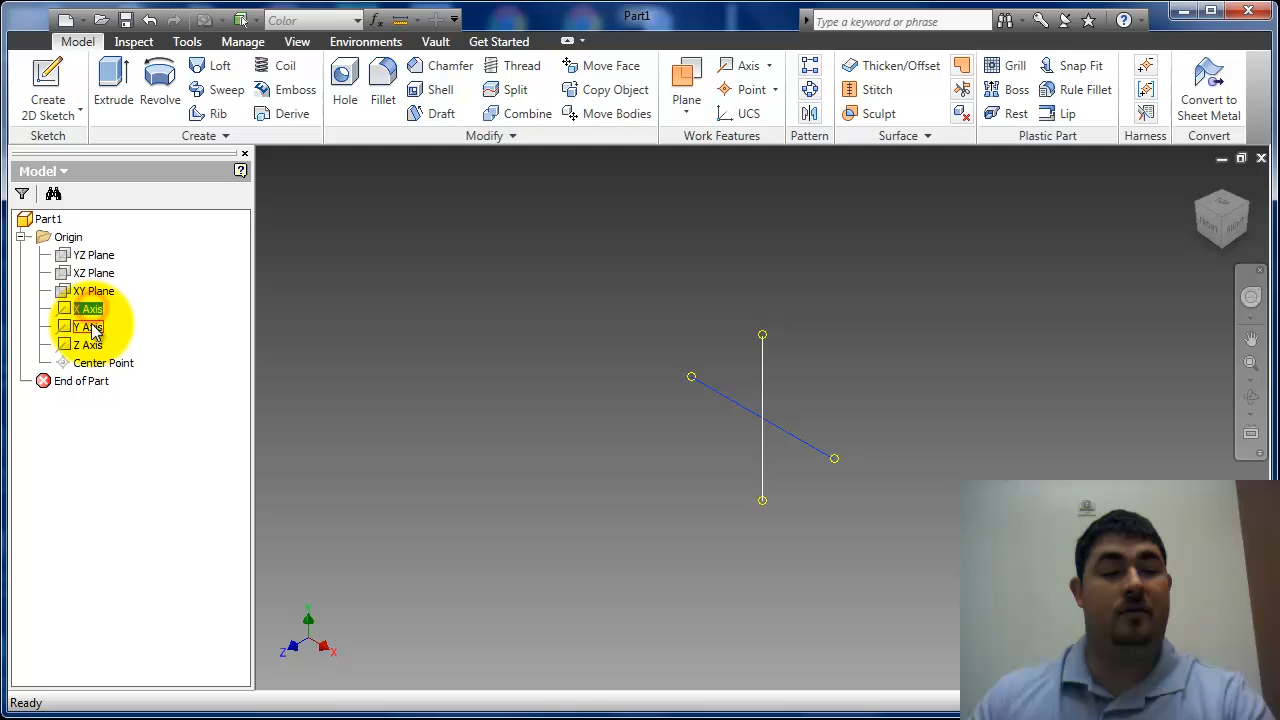 Color
Part1
Type a keyword or phrase
Model Inspect Tools Manage View Environments Vault Get Started
Create
2D Sketch
Extrude
Revolve
Loft
Sweep
Rib
Coil
Emboss
Derive
Hole
Fillet
Chamfer
Shell
Draft
Thread
Split
Combine
Move Face
Copy Object
Move Bodies
Plane
Axis
Point
UCS
Thicken/Offset
Stitch
Sculpt
Grill
Boss
Rest
Snap Fit
Rule Fillet
Lip
Convert to
Sheet Metal
Sketch Create Modify Work Features Pattern Surface Plastic Part Harness Convert
Model
Part1
Origin
YZ Plane
XZ Plane
XY Plane
X Axis
Y Axis
Z Axis
Center Point
End of Part
FRONT
RIGHT
Y
Z
X
Ready